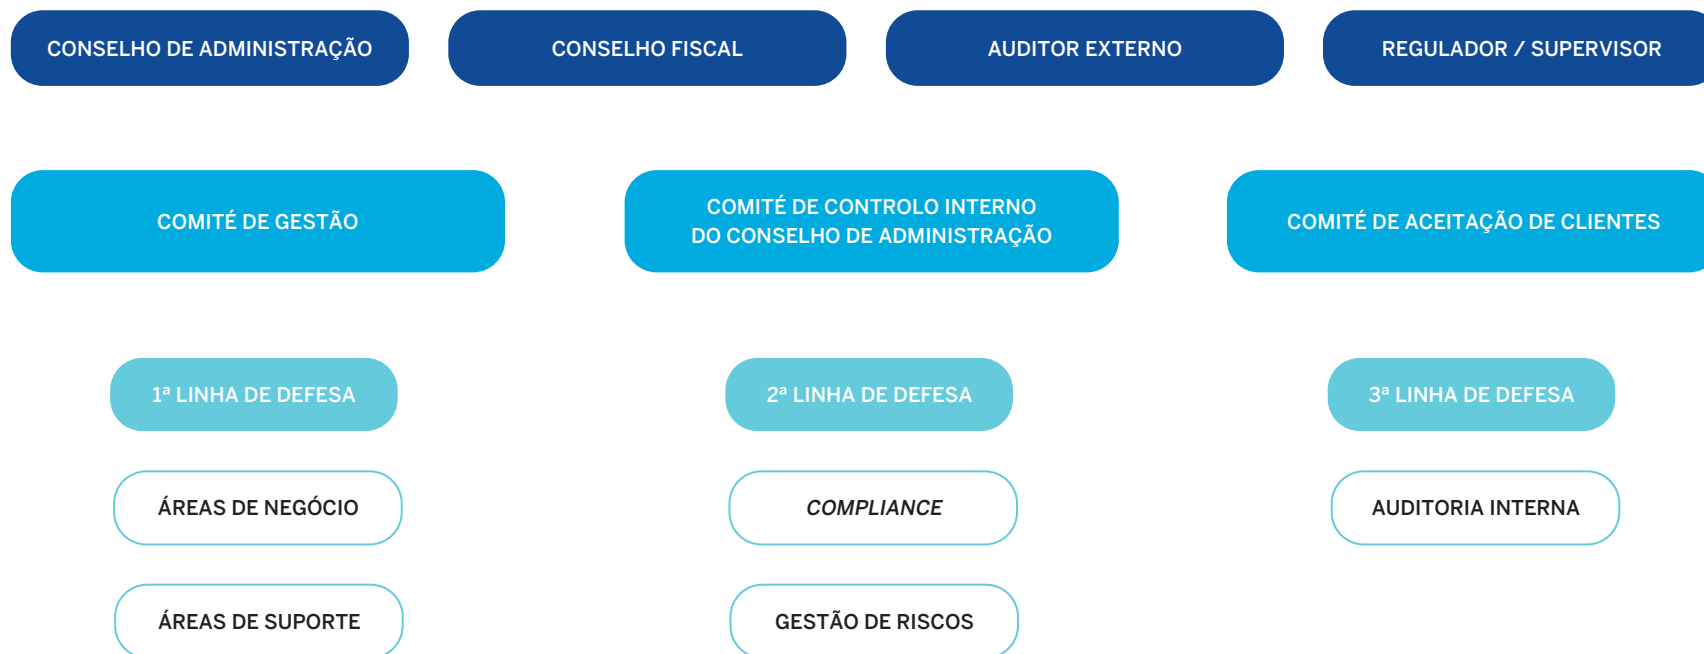 CONSELHO DE ADMINISTRAÇÃO
CONSELHO FISCAL
AUDITOR EXTERNO
REGULADOR / SUPERVISOR
COMITÉ DE GESTÃO
COMITÉ DE CONTROLO INTERNO
DO CONSELHO DE ADMINISTRAÇÃO
COMITÉ DE ACEITAÇÃO DE CLIENTES
1ª LINHA DE DEFESA
2ª LINHA DE DEFESA
3ª LINHA DE DEFESA
ÁREAS DE NEGÓCIO
COMPLIANCE
AUDITORIA INTERNA
ÁREAS DE SUPORTE
GESTÃO DE RISCOS